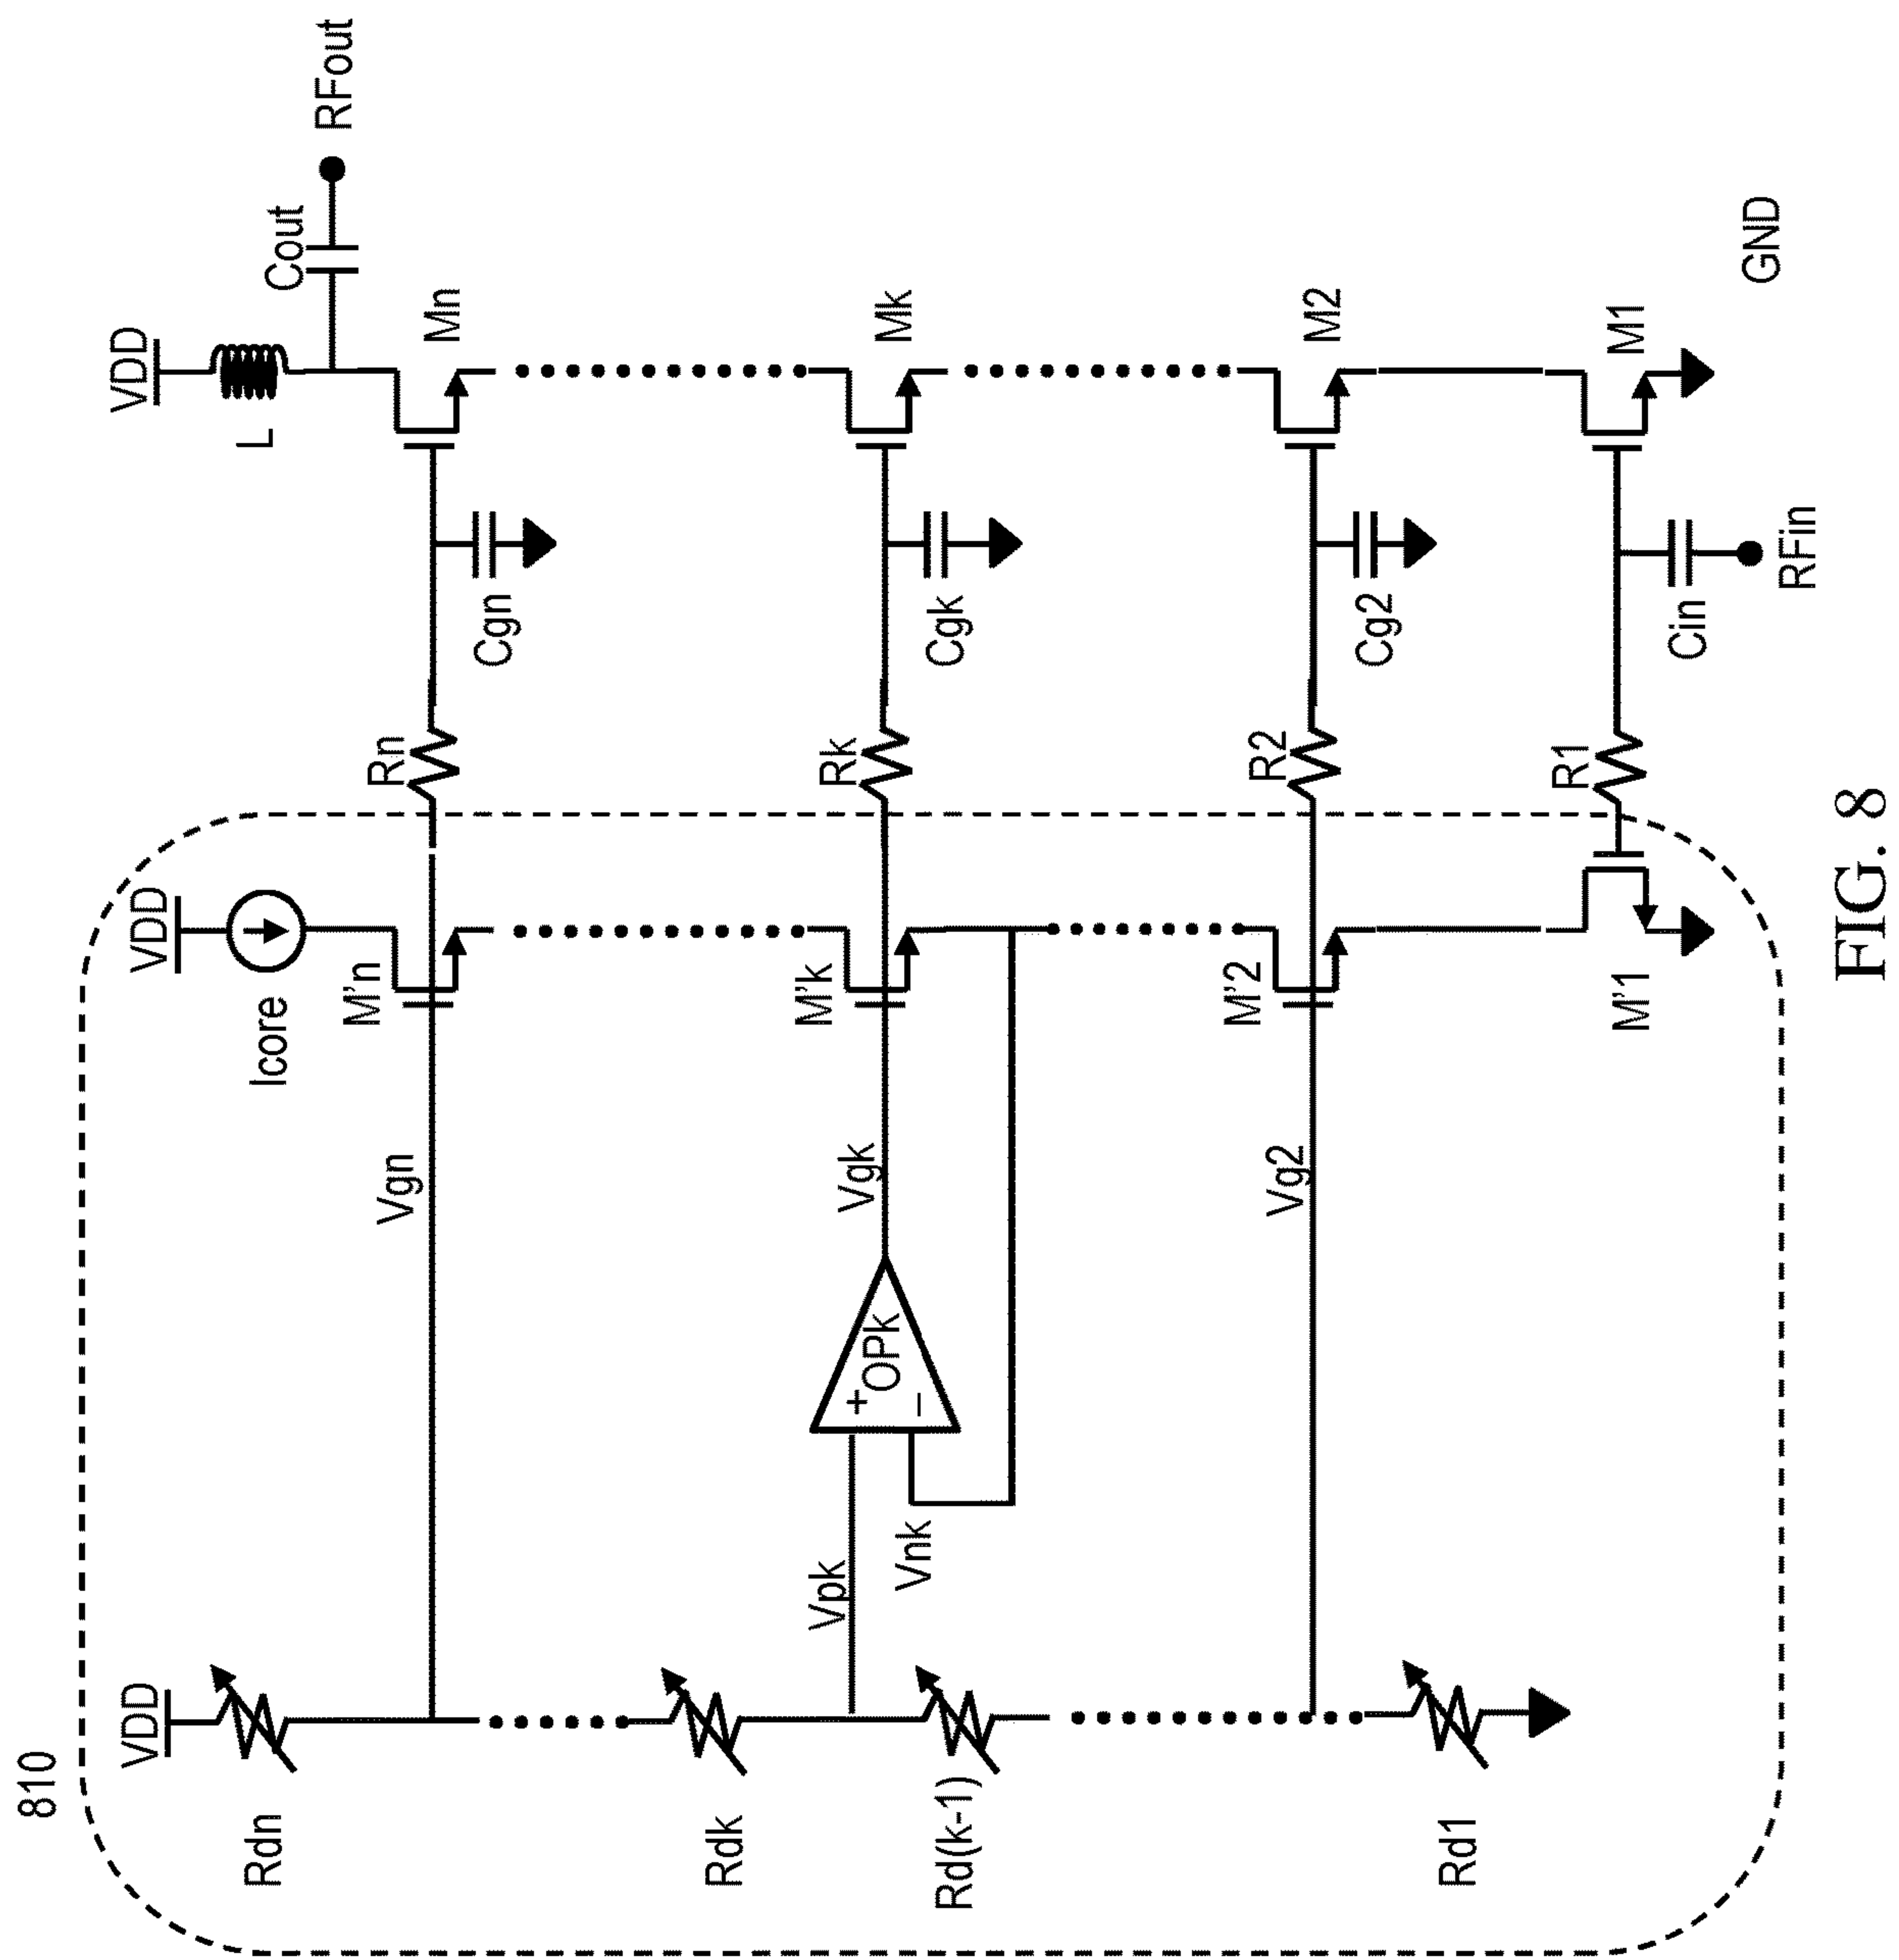 810
VDD
VDD
VDD
L
Cout
RFout
Rdn
Icore
Vgn
M'n
Rn
Cgn
Mn
Rdk
Vpk
+
OPk
−
Vgk
M'k
Rk
Cgk
Mk
Rd(k-1)
Vnk
Vg2
M'2
R2
Cg2
M2
Rd1
M'1
R1
Cin
RFin
M1
GND
FIG. 8